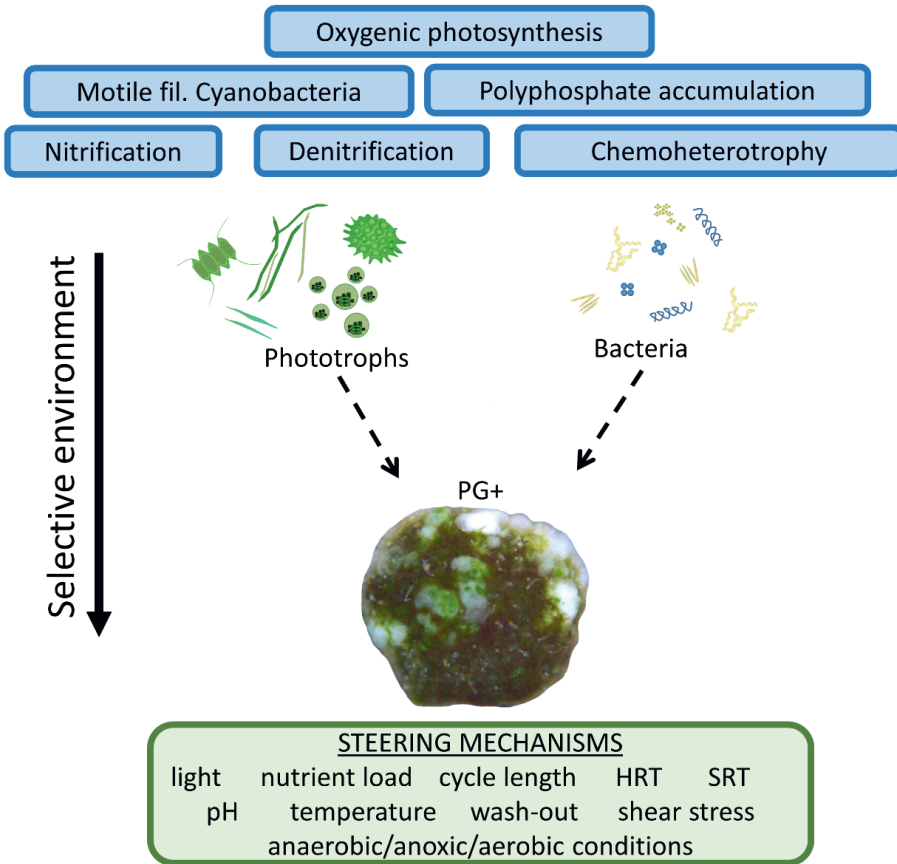 Oxygenic photosynthesis
Motile fil. Cyanobacteria
Polyphosphate accumulation
Nitrification
Denitrification
Chemoheterotrophy
Selective environment
Phototrophs
Bacteria
PG+
STEERING MECHANISMS
light nutrient load cycle length HRT SRT
pH temperature wash-out shear stress
anaerobic/anoxic/aerobic conditions